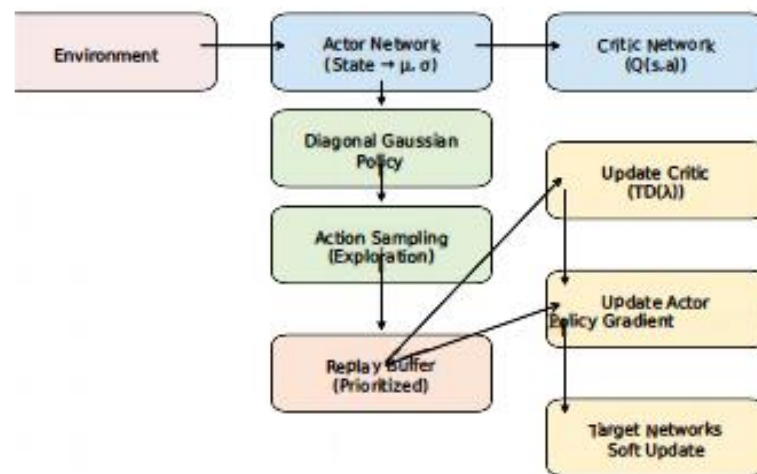 Environment
Actor Network
(State → μ, σ)
Critic Network
(Q(s,a))
Diagonal Gaussian
Policy
Update Critic
(TD(λ))
Action Sampling
(Exploration)
Update Actor
Policy Gradient
Replay Buffer
(Prioritized)
Target Networks
Soft Update